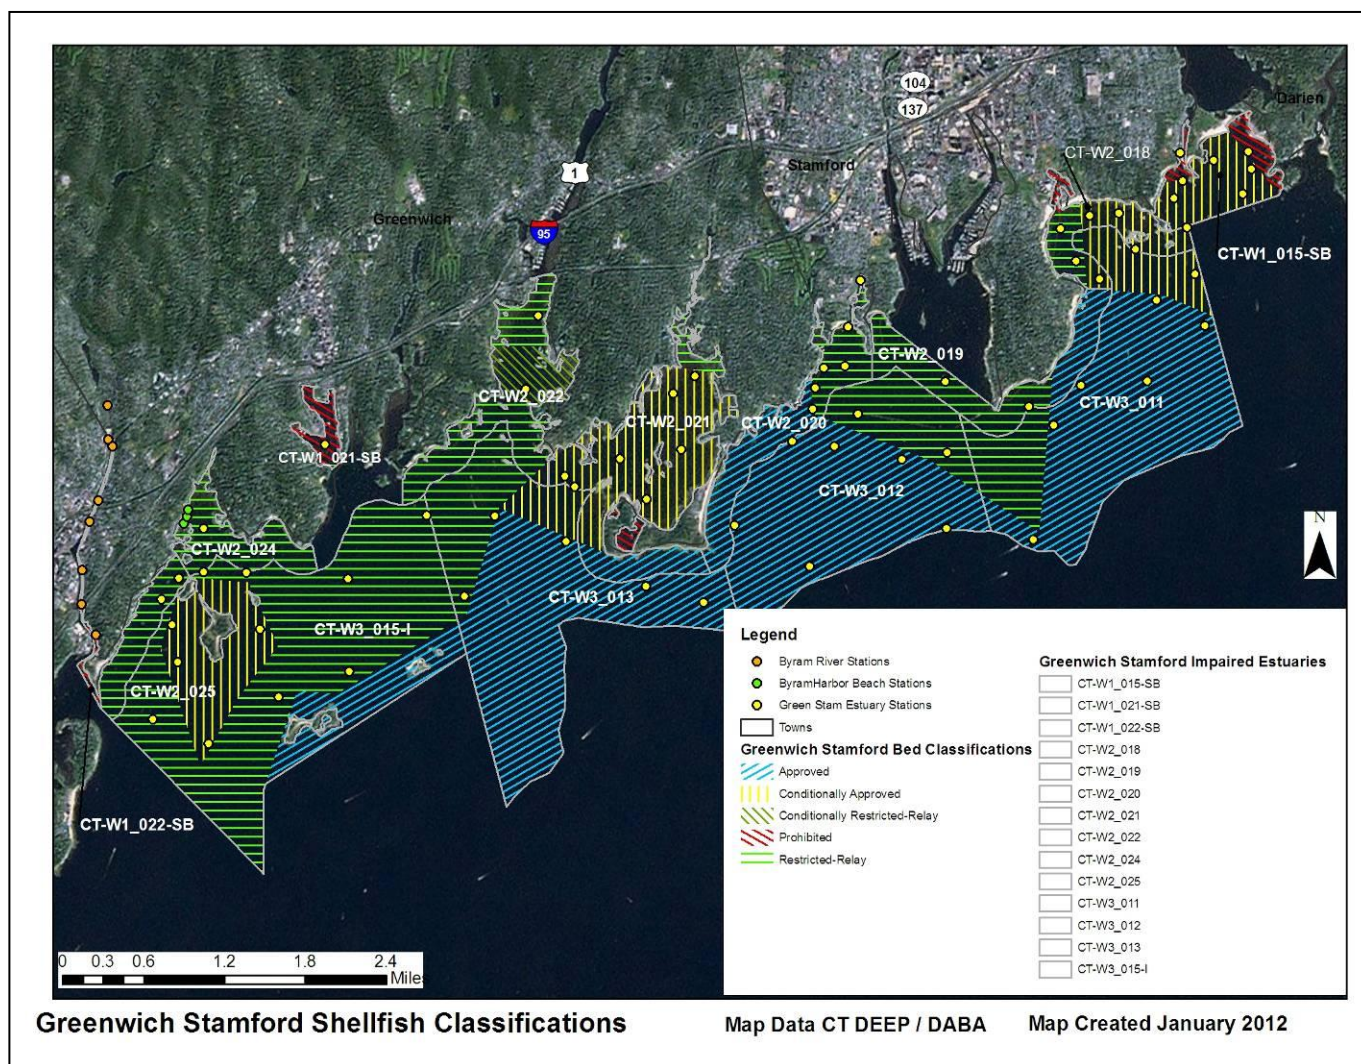 104
137
Darien
CT-W2_018
Stamford
1
Greenwich
95
CT-W1_015-SB
CT-W2_019
CT-W3_011
CT-W2_022
CT-W2_021
CT-W2_020
CT-W1_021-SB
CT-W3_012
CT-W2_024
CT-W3_013
CT-W3_015-I
CT-W2_025
CT-W1_022-SB
N
Legend
Byram River Stations
ByramHarbor Beach Stations
Green Stam Estuary Stations
Towns
Greenwich Stamford Bed Classifications
Approved
Conditionally Approved
Conditionally Restricted-Relay
Prohibited
Restricted-Relay
Greenwich Stamford Impaired Estuaries
CT-W1_015-SB
CT-W1_021-SB
CT-W1_022-SB
CT-W2_018
CT-W2_019
CT-W2_020
CT-W2_021
CT-W2_022
CT-W2_024
CT-W2_025
CT-W3_011
CT-W3_012
CT-W3_013
CT-W3_015-I
0 0.3 0.6 1.2 1.8 2.4
Miles
Greenwich Stamford Shellfish Classifications
Map Data CT DEEP / DABA
Map Created January 2012